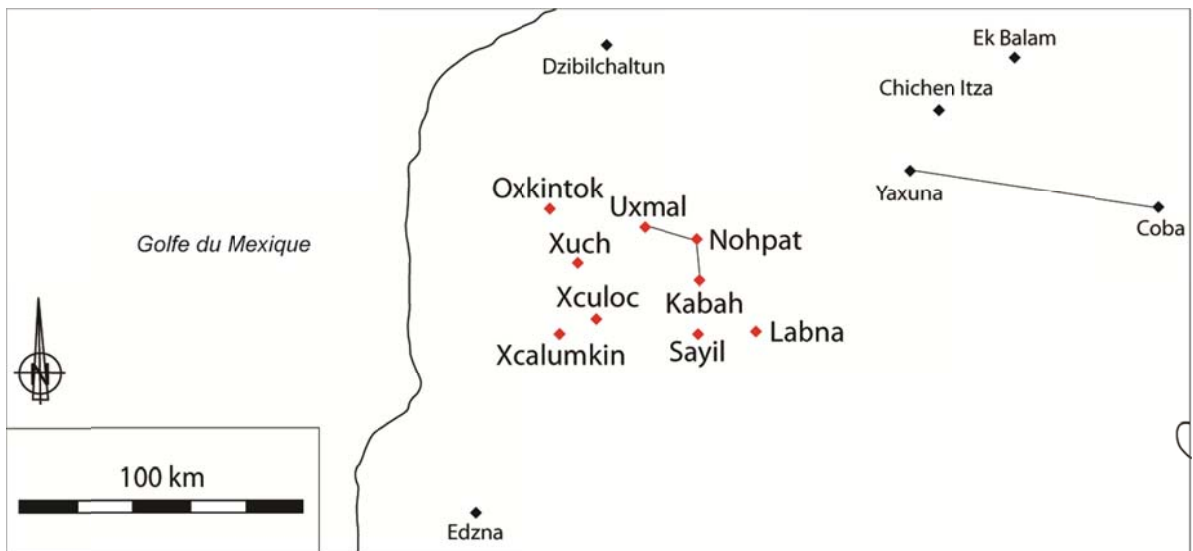 Ek Balam
Dzibilchaltun
Chichen Itza
Oxkintok
Yaxuna
Uxmal
Coba
Golfe du Mexique
Xuch
Nohpat
Xculoc
Kabah
Xcalumkin
Sayil
Labna
N
100 km
Edzna